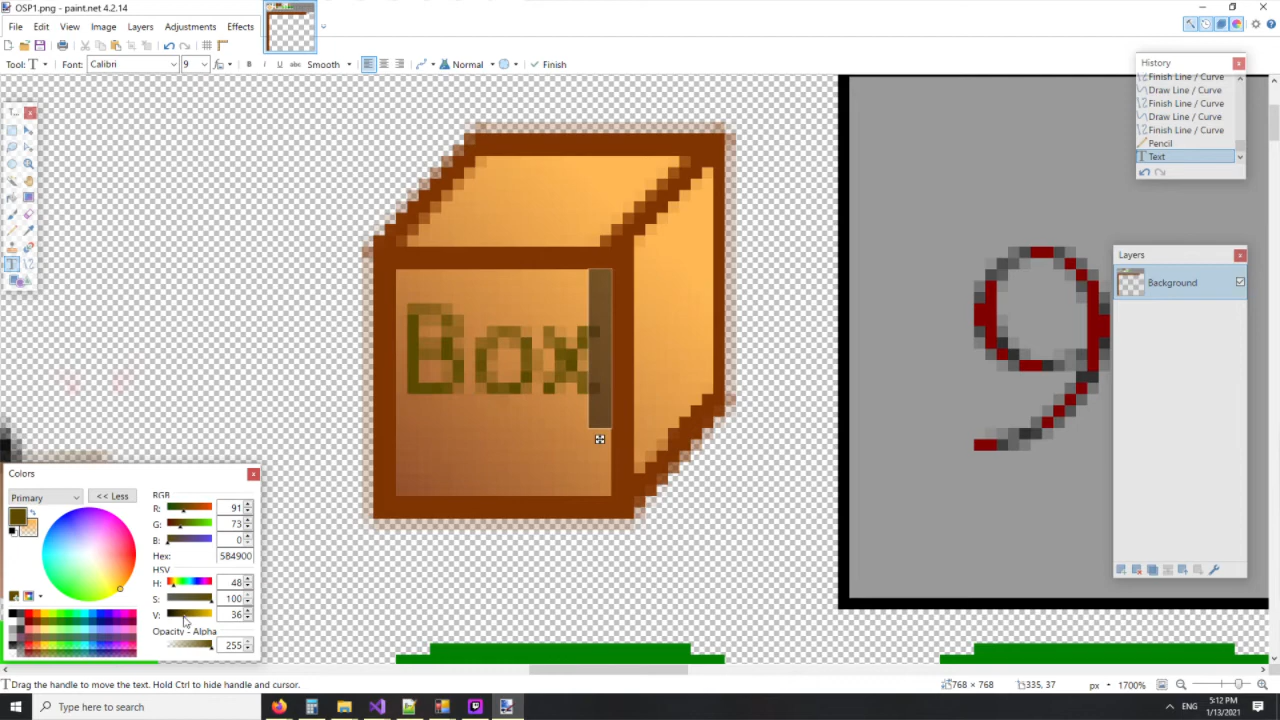 OSP1.png - paint.net 4.2.14
File Edit View Image Layers Adjustments Effects
Tool: T Font: Calibri 9 fx B I U abc Smooth Normal Finish
T...
History
Finish Line / Curve
Draw Line / Curve
Finish Line / Curve
Draw Line / Curve
Finish Line / Curve
Pencil
Text
Layers
Background
Box
9
Colors
Primary
<< Less
RGB
R: 91
G: 73
B: 0
Hex: 584900
HSV
H: 48
S: 100
V: 36
Opacity - Alpha
255
Drag the handle to move the text. Hold Ctrl to hide handle and cursor.
768 × 768
335, 37
px
1700%
Type here to search
ENG
5:12 PM
1/13/2021